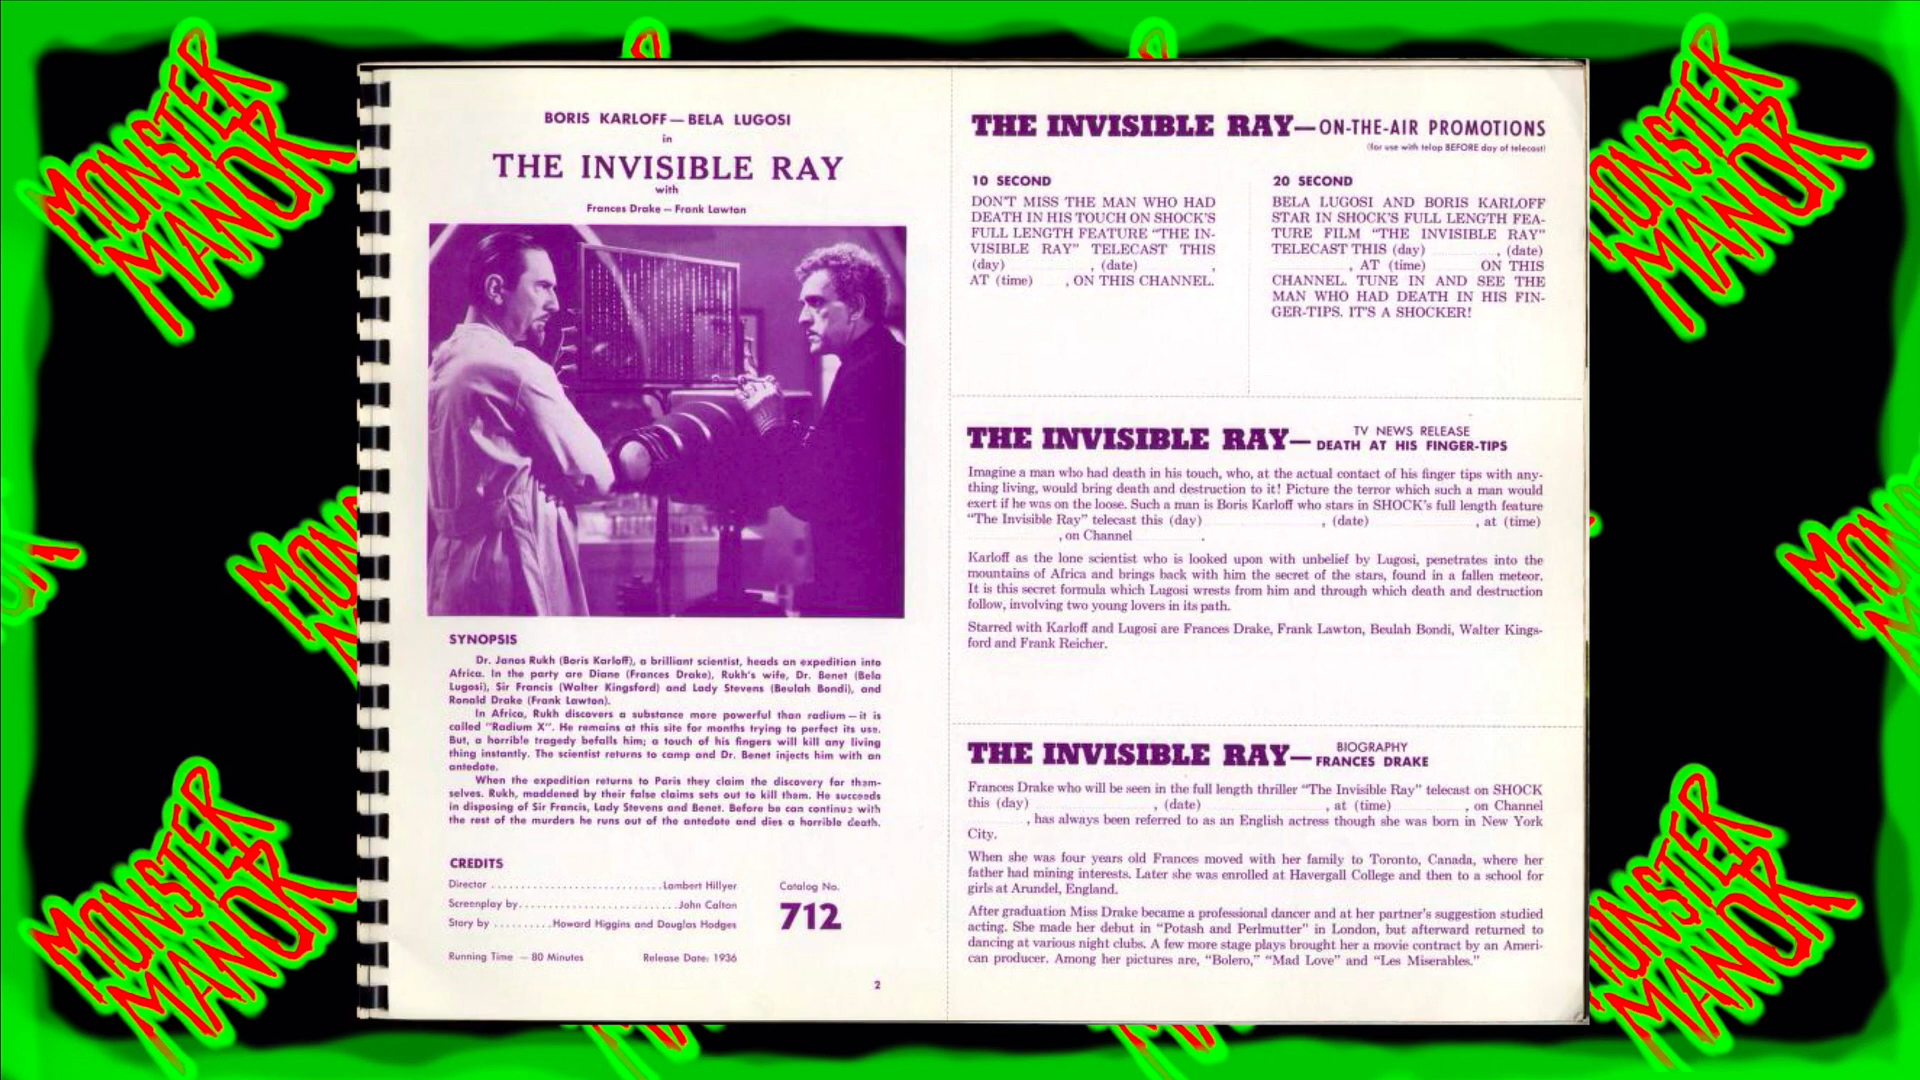 MONSTER
MANOR
BORIS KARLOFF — BELA LUGOSI
in
THE INVISIBLE RAY
with
Frances Drake — Frank Lawton
SYNOPSIS
Dr. Janos Rukh (Boris Karloff), a brilliant scientist, heads an expedition into
Africa. In the party are Diane (Frances Drake), Rukh's wife, Dr. Benet (Bela
Lugosi), Sir Francis (Walter Kingsford) and Lady Stevens (Beulah Bondi), and
Ronald Drake (Frank Lawton).
In Africa, Rukh discovers a substance more powerful than radium — it is
called "Radium X". He remains at this site for months trying to perfect its use.
But, a horrible tragedy befalls him; a touch of his fingers will kill any living
thing instantly. The scientist returns to camp and Dr. Benet injects him with an
antedote.
When the expedition returns to Paris they claim the discovery for them-
selves. Rukh, maddened by their false claims sets out to kill them. He succeeds
in disposing of Sir Francis, Lady Stevens and Benet. Before be can continue with
the rest of the murders he runs out of the antedote and dies a horrible death.
CREDITS
Director ..............................Lambert Hillyer
Screenplay by...........................John Colton
Story by ..........Howard Higgins and Douglas Hodges
Running Time — 80 Minutes Release Date: 1936
Catalog No.
712
2
THE INVISIBLE RAY—ON-THE-AIR PROMOTIONS
(for use with telop BEFORE day of telecast)
10 SECOND
DON'T MISS THE MAN WHO HAD
DEATH IN HIS TOUCH ON SHOCK'S
FULL LENGTH FEATURE "THE IN-
VISIBLE RAY" TELECAST THIS
(day) , (date) ,
AT (time) , ON THIS CHANNEL.
20 SECOND
BELA LUGOSI AND BORIS KARLOFF
STAR IN SHOCK'S FULL LENGTH FEA-
TURE FILM "THE INVISIBLE RAY"
TELECAST THIS (day) , (date)
, AT (time) ON THIS
CHANNEL. TUNE IN AND SEE THE
MAN WHO HAD DEATH IN HIS FIN-
GER-TIPS. IT'S A SHOCKER!
THE INVISIBLE RAY— TV NEWS RELEASE
DEATH AT HIS FINGER-TIPS
Imagine a man who had death in his touch, who, at the actual contact of his finger tips with any-
thing living, would bring death and destruction to it! Picture the terror which such a man would
exert if he was on the loose. Such a man is Boris Karloff who stars in SHOCK's full length feature
"The Invisible Ray" telecast this (day) , (date) , at (time)
, on Channel .
Karloff as the lone scientist who is looked upon with unbelief by Lugosi, penetrates into the
mountains of Africa and brings back with him the secret of the stars, found in a fallen meteor.
It is this secret formula which Lugosi wrests from him and through which death and destruction
follow, involving two young lovers in its path.
Starred with Karloff and Lugosi are Frances Drake, Frank Lawton, Beulah Bondi, Walter Kings-
ford and Frank Reicher.
THE INVISIBLE RAY— BIOGRAPHY
FRANCES DRAKE
Frances Drake who will be seen in the full length thriller "The Invisible Ray" telecast on SHOCK
this (day) , (date) , at (time) , on Channel
, has always been referred to as an English actress though she was born in New York
City.
When she was four years old Frances moved with her family to Toronto, Canada, where her
father had mining interests. Later she was enrolled at Havergall College and then to a school for
girls at Arundel, England.
After graduation Miss Drake became a professional dancer and at her partner's suggestion studied
acting. She made her debut in "Potash and Perlmutter" in London, but afterward returned to
dancing at various night clubs. A few more stage plays brought her a movie contract by an Ameri-
can producer. Among her pictures are, "Bolero," "Mad Love" and "Les Miserables."
MONSTER
MANOR
MONSTER
MANOR
MONSTER
MANOR